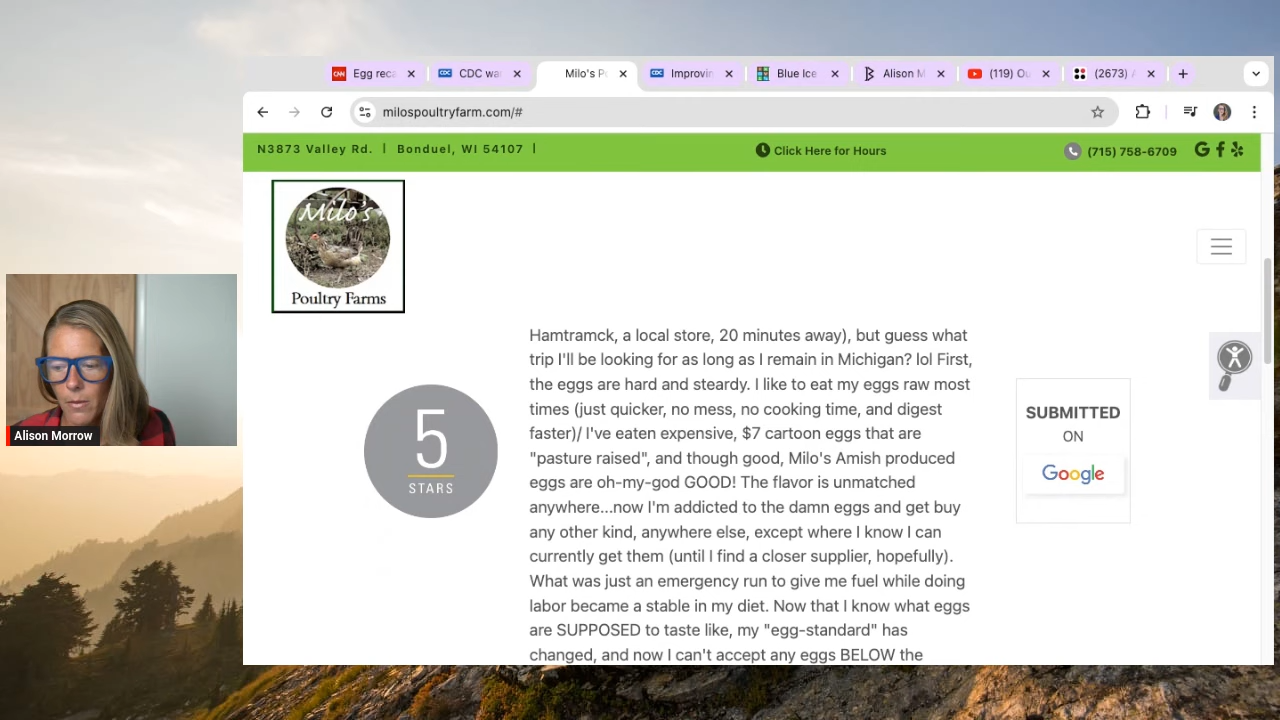 Egg reca
CDC wa
Milo's P
Improvin
Blue Ice
Alison M
(119) Ou
(2673) A
milospoultryfarm.com/#
N3873 Valley Rd. | Bonduel, WI 54107 |
Click Here for Hours
(715) 758-6709
Milo's
Poultry Farms
Hamtramck, a local store, 20 minutes away), but guess what
trip I'll be looking for as long as I remain in Michigan? lol First,
the eggs are hard and steardy. I like to eat my eggs raw most
times (just quicker, no mess, no cooking time, and digest
faster)/ I've eaten expensive, $7 cartoon eggs that are
"pasture raised", and though good, Milo's Amish produced
eggs are oh-my-god GOOD! The flavor is unmatched
anywhere...now I'm addicted to the damn eggs and get buy
any other kind, anywhere else, except where I know I can
currently get them (until I find a closer supplier, hopefully).
What was just an emergency run to give me fuel while doing
labor became a stable in my diet. Now that I know what eggs
are SUPPOSED to taste like, my "egg-standard" has
changed, and now I can't accept any eggs BELOW the
5
STARS
SUBMITTED
ON
Google
Alison Morrow